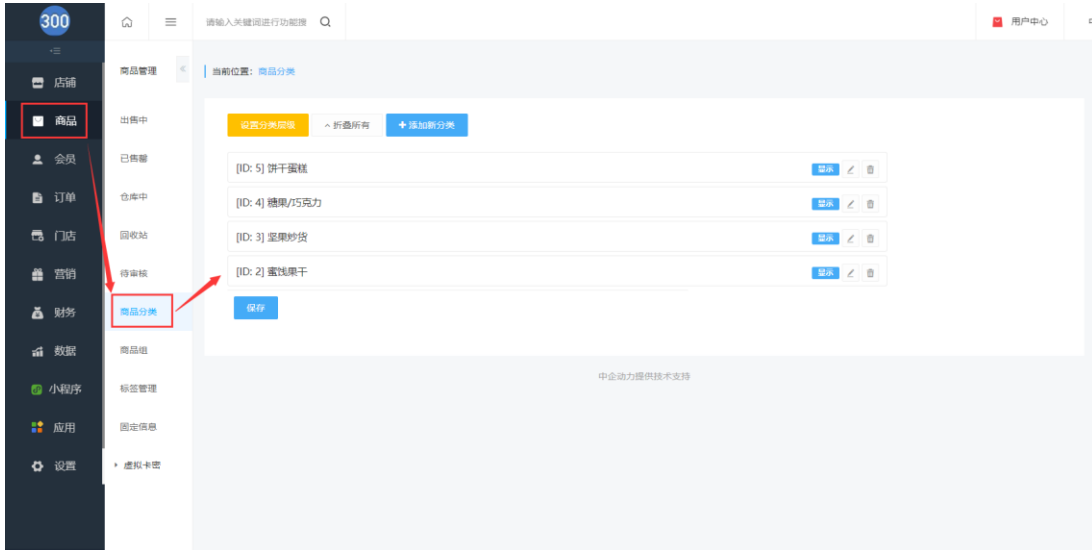 300
请输入关键词进行功能搜
用户中心
店铺
商品
会员
订单
门店
营销
财务
数据
小程序
应用
设置
商品管理
出售中
已售罄
仓库中
回收站
待审核
商品分类
商品组
标签管理
固定信息
虚拟卡密
当前位置：商品分类
设置分类层级 折叠所有 +添加新分类
[ID: 5] 饼干蛋糕 显示
[ID: 4] 糖果/巧克力 显示
[ID: 3] 坚果炒货 显示
[ID: 2] 蜜饯果干 显示
保存
中企动力提供技术支持